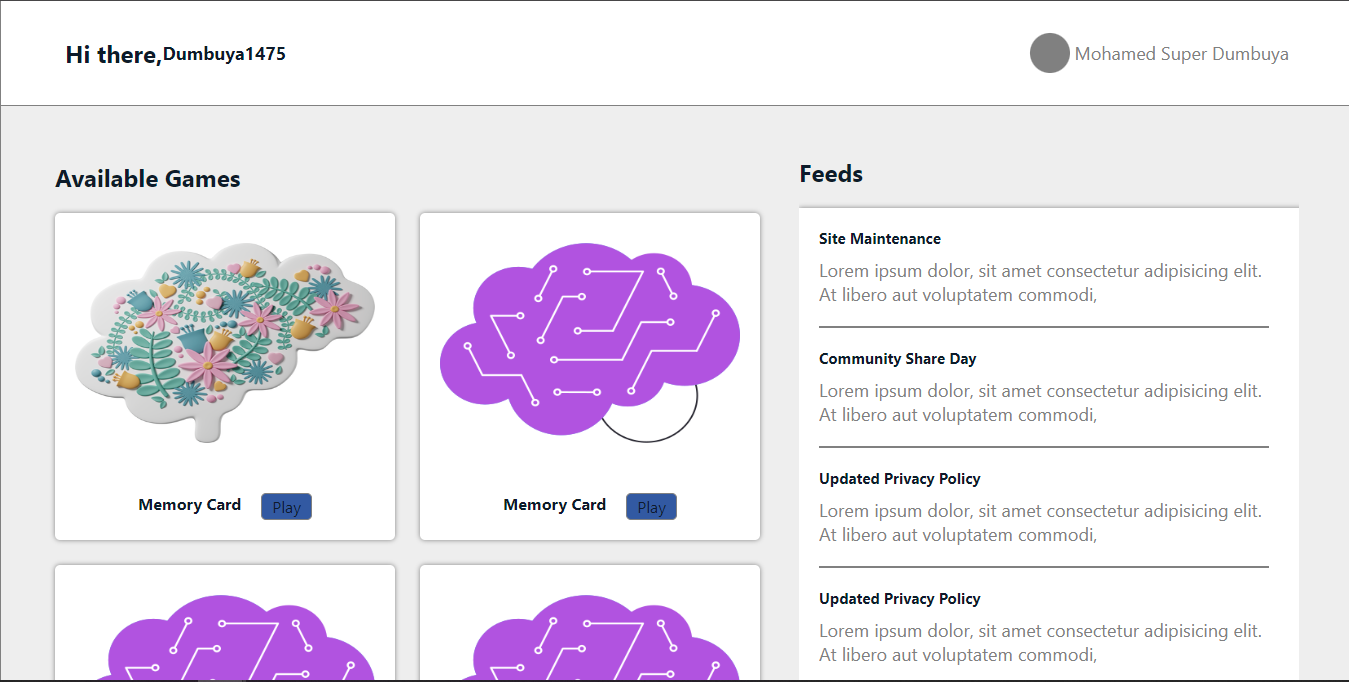 Hi there,Dumbuya1475
Mohamed Super Dumbuya
Available Games
Memory Card
Play
Memory Card
Play
Feeds
Site Maintenance
Lorem ipsum dolor, sit amet consectetur adipisicing elit.
At libero aut voluptatem commodi,
Community Share Day
Lorem ipsum dolor, sit amet consectetur adipisicing elit.
At libero aut voluptatem commodi,
Updated Privacy Policy
Lorem ipsum dolor, sit amet consectetur adipisicing elit.
At libero aut voluptatem commodi,
Updated Privacy Policy
Lorem ipsum dolor, sit amet consectetur adipisicing elit.
At libero aut voluptatem commodi,